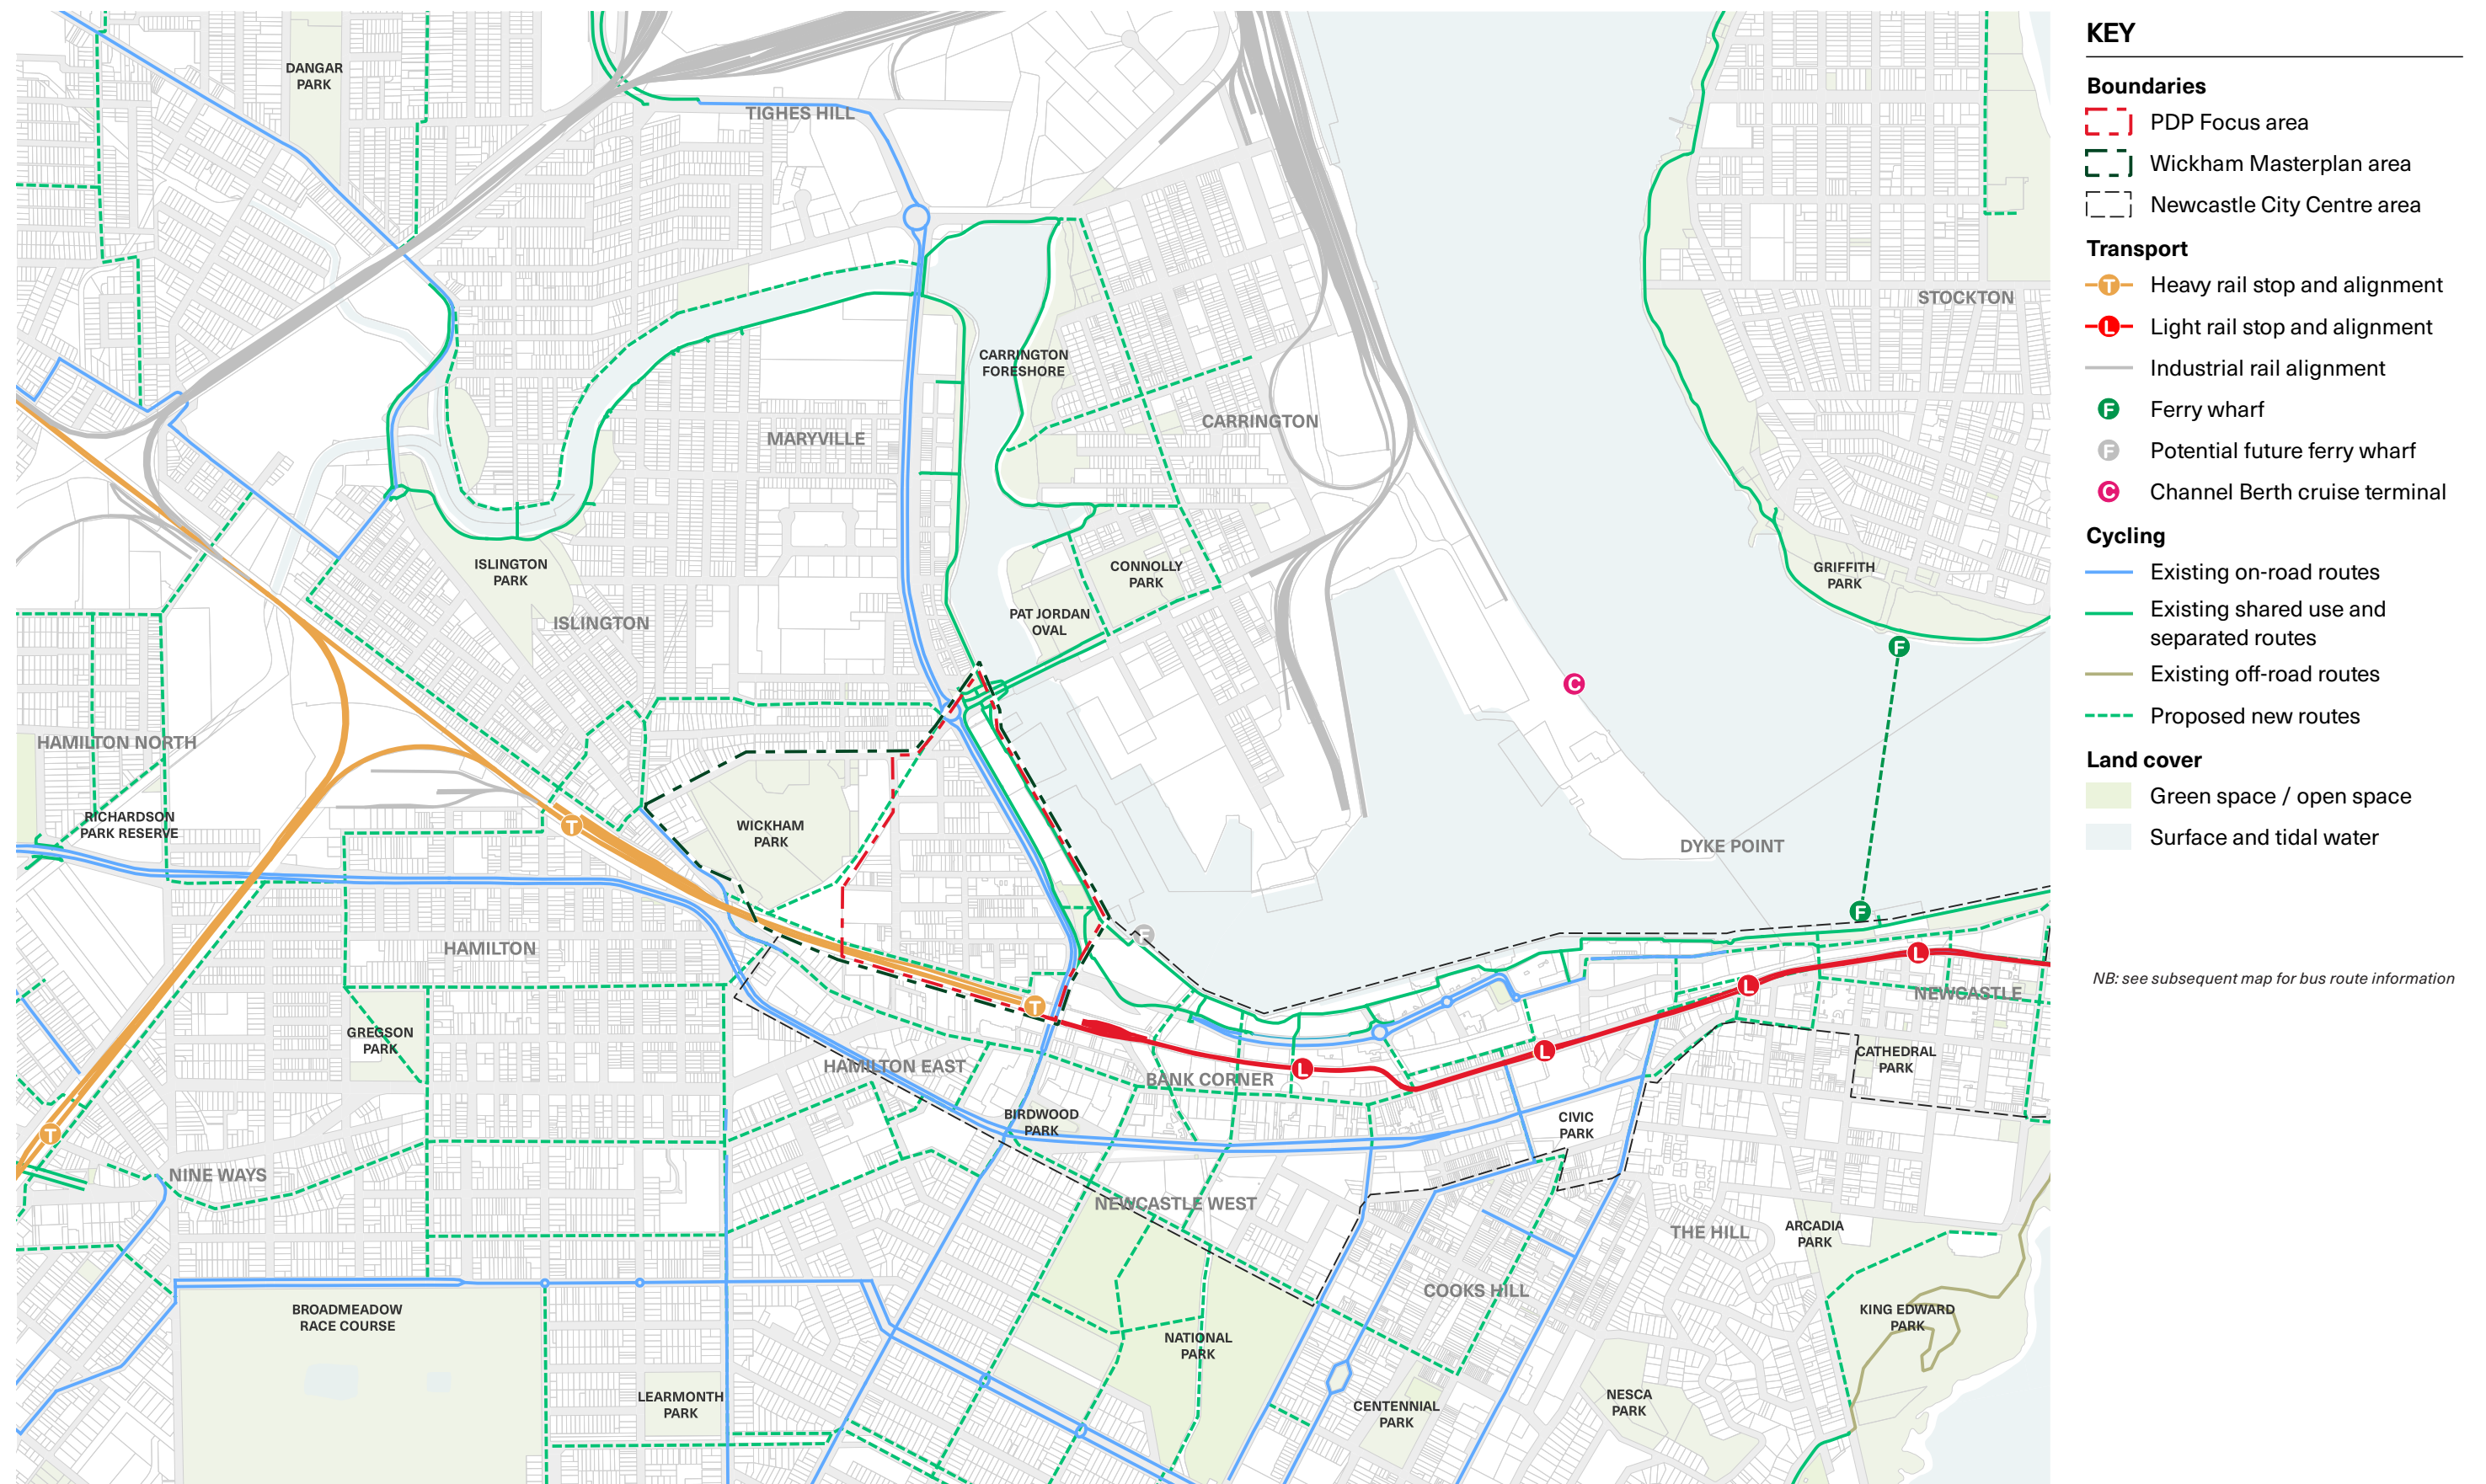 DANGAR
PARK
TIGHES HILL
STOCKTON
CARRINGTON
FORESHORE
CARRINGTON
MARYVILLE
ISLINGTON
PARK
CONNOLLY
PARK
GRIFFITH
PARK
PAT JORDAN
OVAL
ISLINGTON
F
C
HAMILTON NORTH
RICHARDSON
PARK RESERVE
T
WICKHAM
PARK
DYKE POINT
F
F
HAMILTON
L
L
NEWCASTLE
T
GREGSON
PARK
L
CATHEDRAL
PARK
HAMILTON EAST
L
BANK CORNER
BIRDWOOD
PARK
CIVIC
PARK
T
NINE WAYS
NEWCASTLE WEST
THE HILL
ARCADIA
PARK
COOKS HILL
BROADMEADOW
RACE COURSE
KING EDWARD
PARK
NATIONAL
PARK
LEARMONTH
PARK
CENTENNIAL
PARK
NESCA
PARK
KEY
Boundaries
PDP Focus area
Wickham Masterplan area
Newcastle City Centre area
Transport
T Heavy rail stop and alignment
L Light rail stop and alignment
Industrial rail alignment
F Ferry wharf
F Potential future ferry wharf
C Channel Berth cruise terminal
Cycling
Existing on-road routes
Existing shared use and
separated routes
Existing off-road routes
Proposed new routes
Land cover
Green space / open space
Surface and tidal water
NB: see subsequent map for bus route information